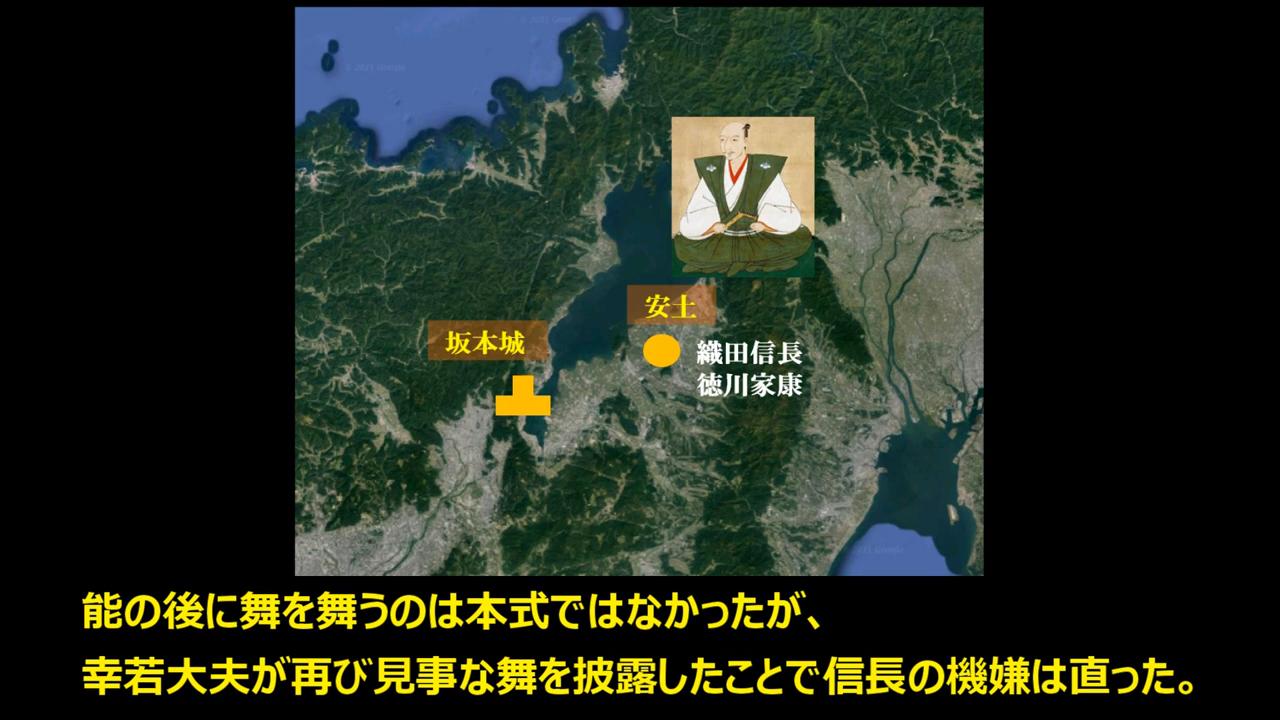 坂本城
安土
織田信長
徳川家康
能の後に舞を舞うのは本式ではなかったが、
幸若大夫が再び見事な舞を披露したことで信長の機嫌は直った。